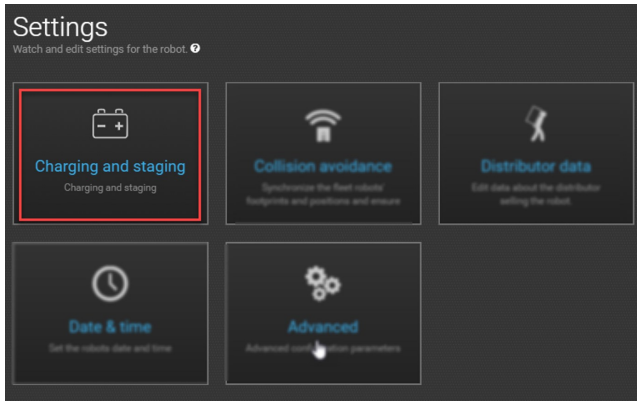 Settings
Watch and edit settings for the robot. ?
Charging and staging
Charging and staging
Collision avoidance
Synchronize the fleet robots'
footprints and positions and ensure
Distributor data
Edit data about the distributor
selling the robot.
Date & time
Set the robots date and time
Advanced
Advanced configuration parameters